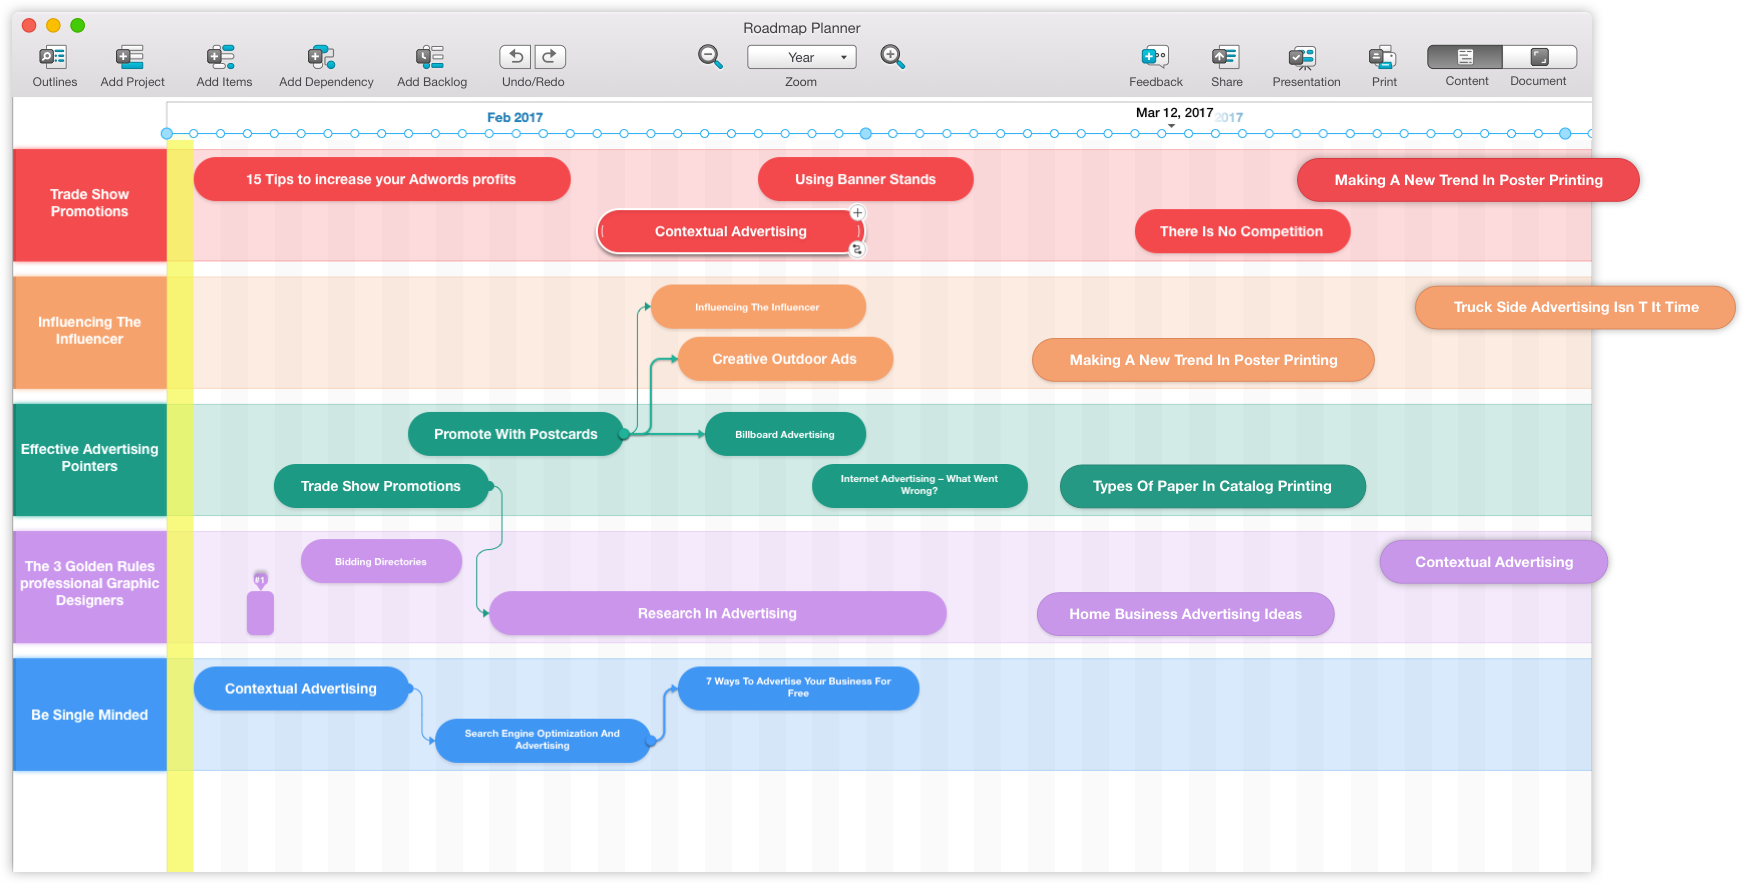 Roadmap Planner
Outlines
Add Project
Add Items
Add Dependency
Add Backlog
Undo/Redo
Year
Zoom
Feedback
Share
Presentation
Print
Content
Document
Feb 2017
Mar 12, 2017
2017
Trade Show
Promotions
15 Tips to increase your Adwords profits
Using Banner Stands
Making A New Trend In Poster Printing
Contextual Advertising
There Is No Competition
Influencing The
Influencer
Influencing The Influencer
Truck Side Advertising Isn T It Time
Creative Outdoor Ads
Making A New Trend In Poster Printing
Effective Advertising
Pointers
Promote With Postcards
Billboard Advertising
Trade Show Promotions
Internet Advertising – What Went
Wrong?
Types Of Paper In Catalog Printing
The 3 Golden Rules
professional Graphic
Designers
Bidding Directories
Contextual Advertising
#1
Research In Advertising
Home Business Advertising Ideas
Be Single Minded
Contextual Advertising
7 Ways To Advertise Your Business For
Free
Search Engine Optimization And
Advertising